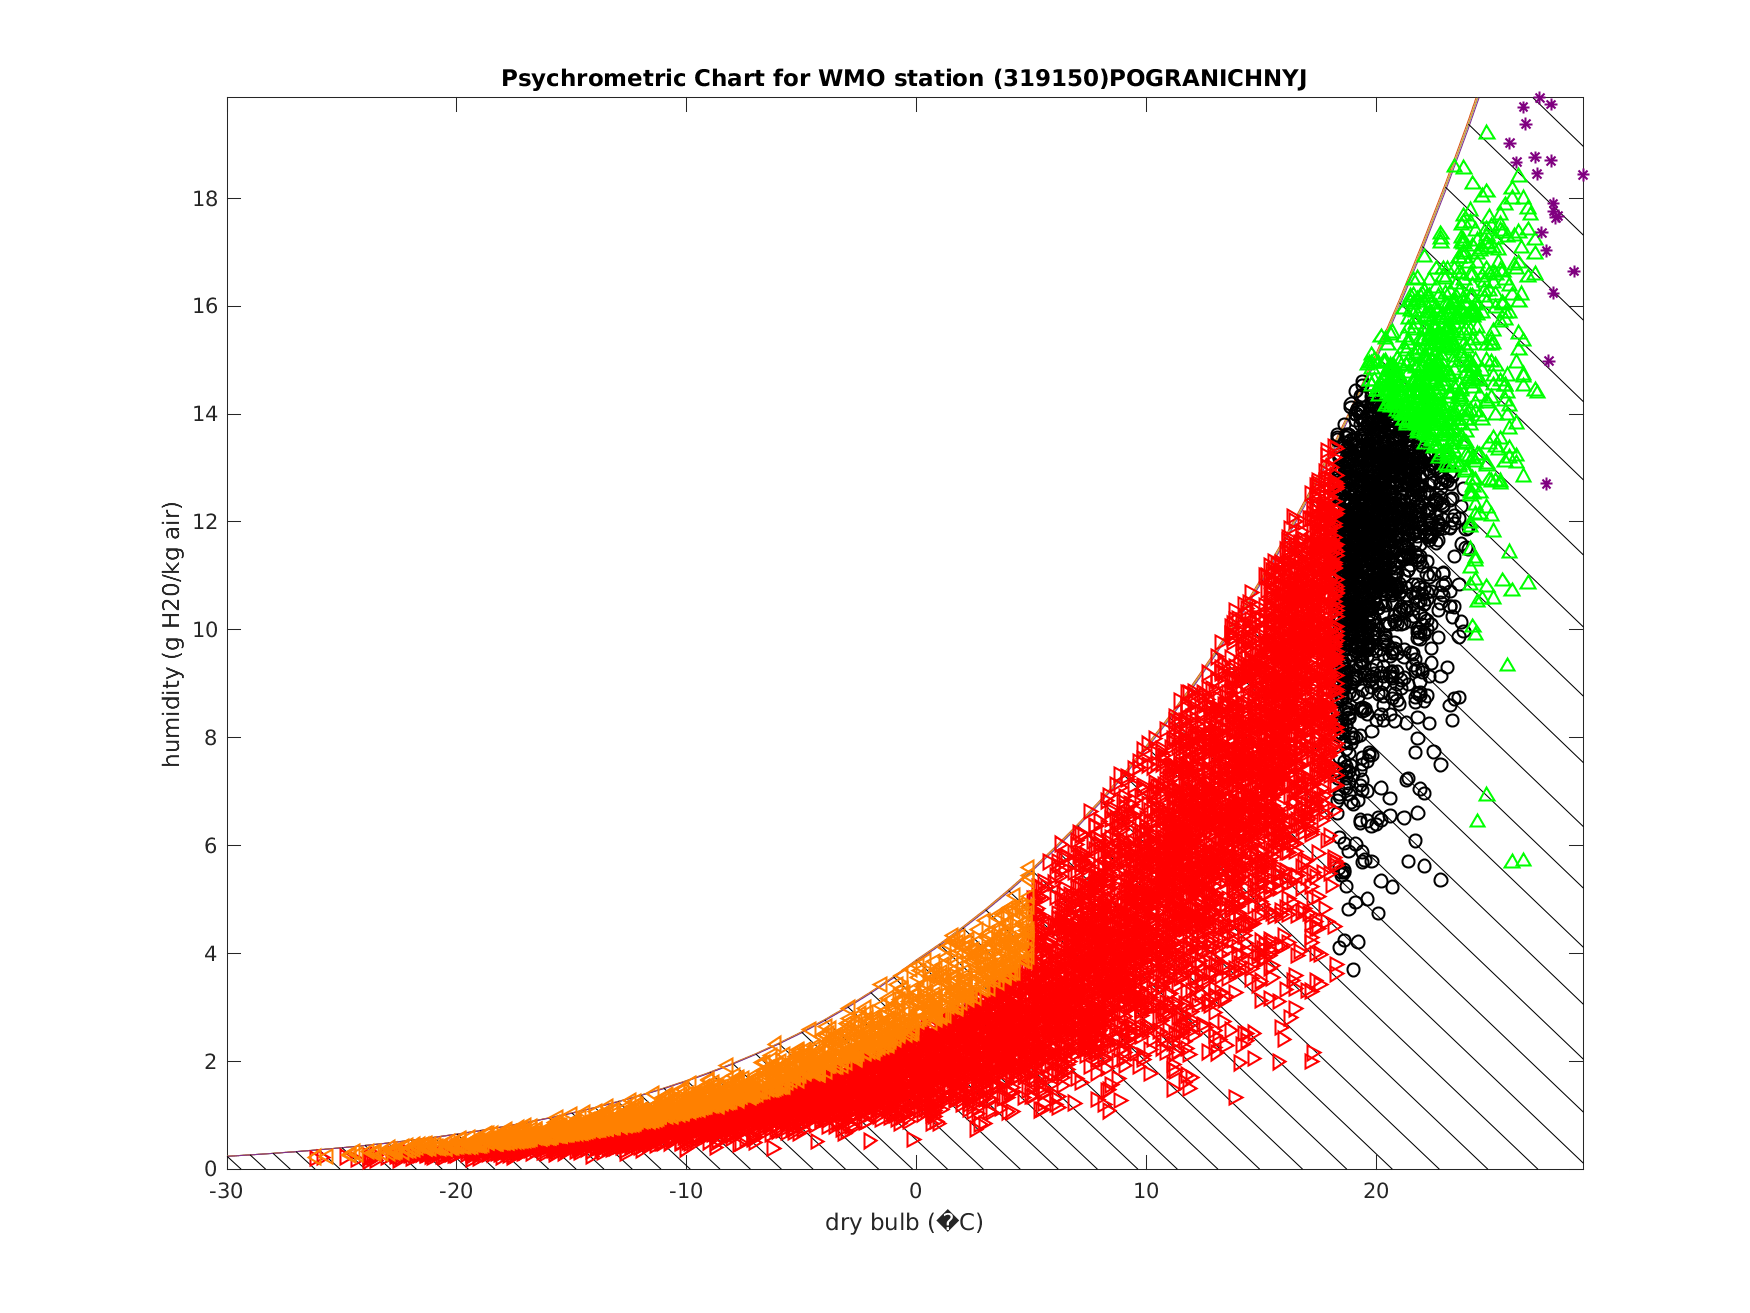 Psychrometric Chart for WMO station (319150)POGRANICHNYJ
humidity (g H20/kg air)
18
16
14
12
10
8
6
4
2
0
-30 -20 -10 0 10 20
dry bulb (�C)